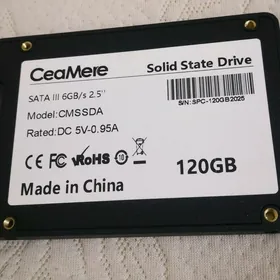 CeaMere
Solid State Drive
SATA III 6GB/s 2.5''
S/N:SPC-120GB2025
Model:CMSSDA
Rated:DC 5V-0.95A
CE FC RoHS 10
120GB
Made in China